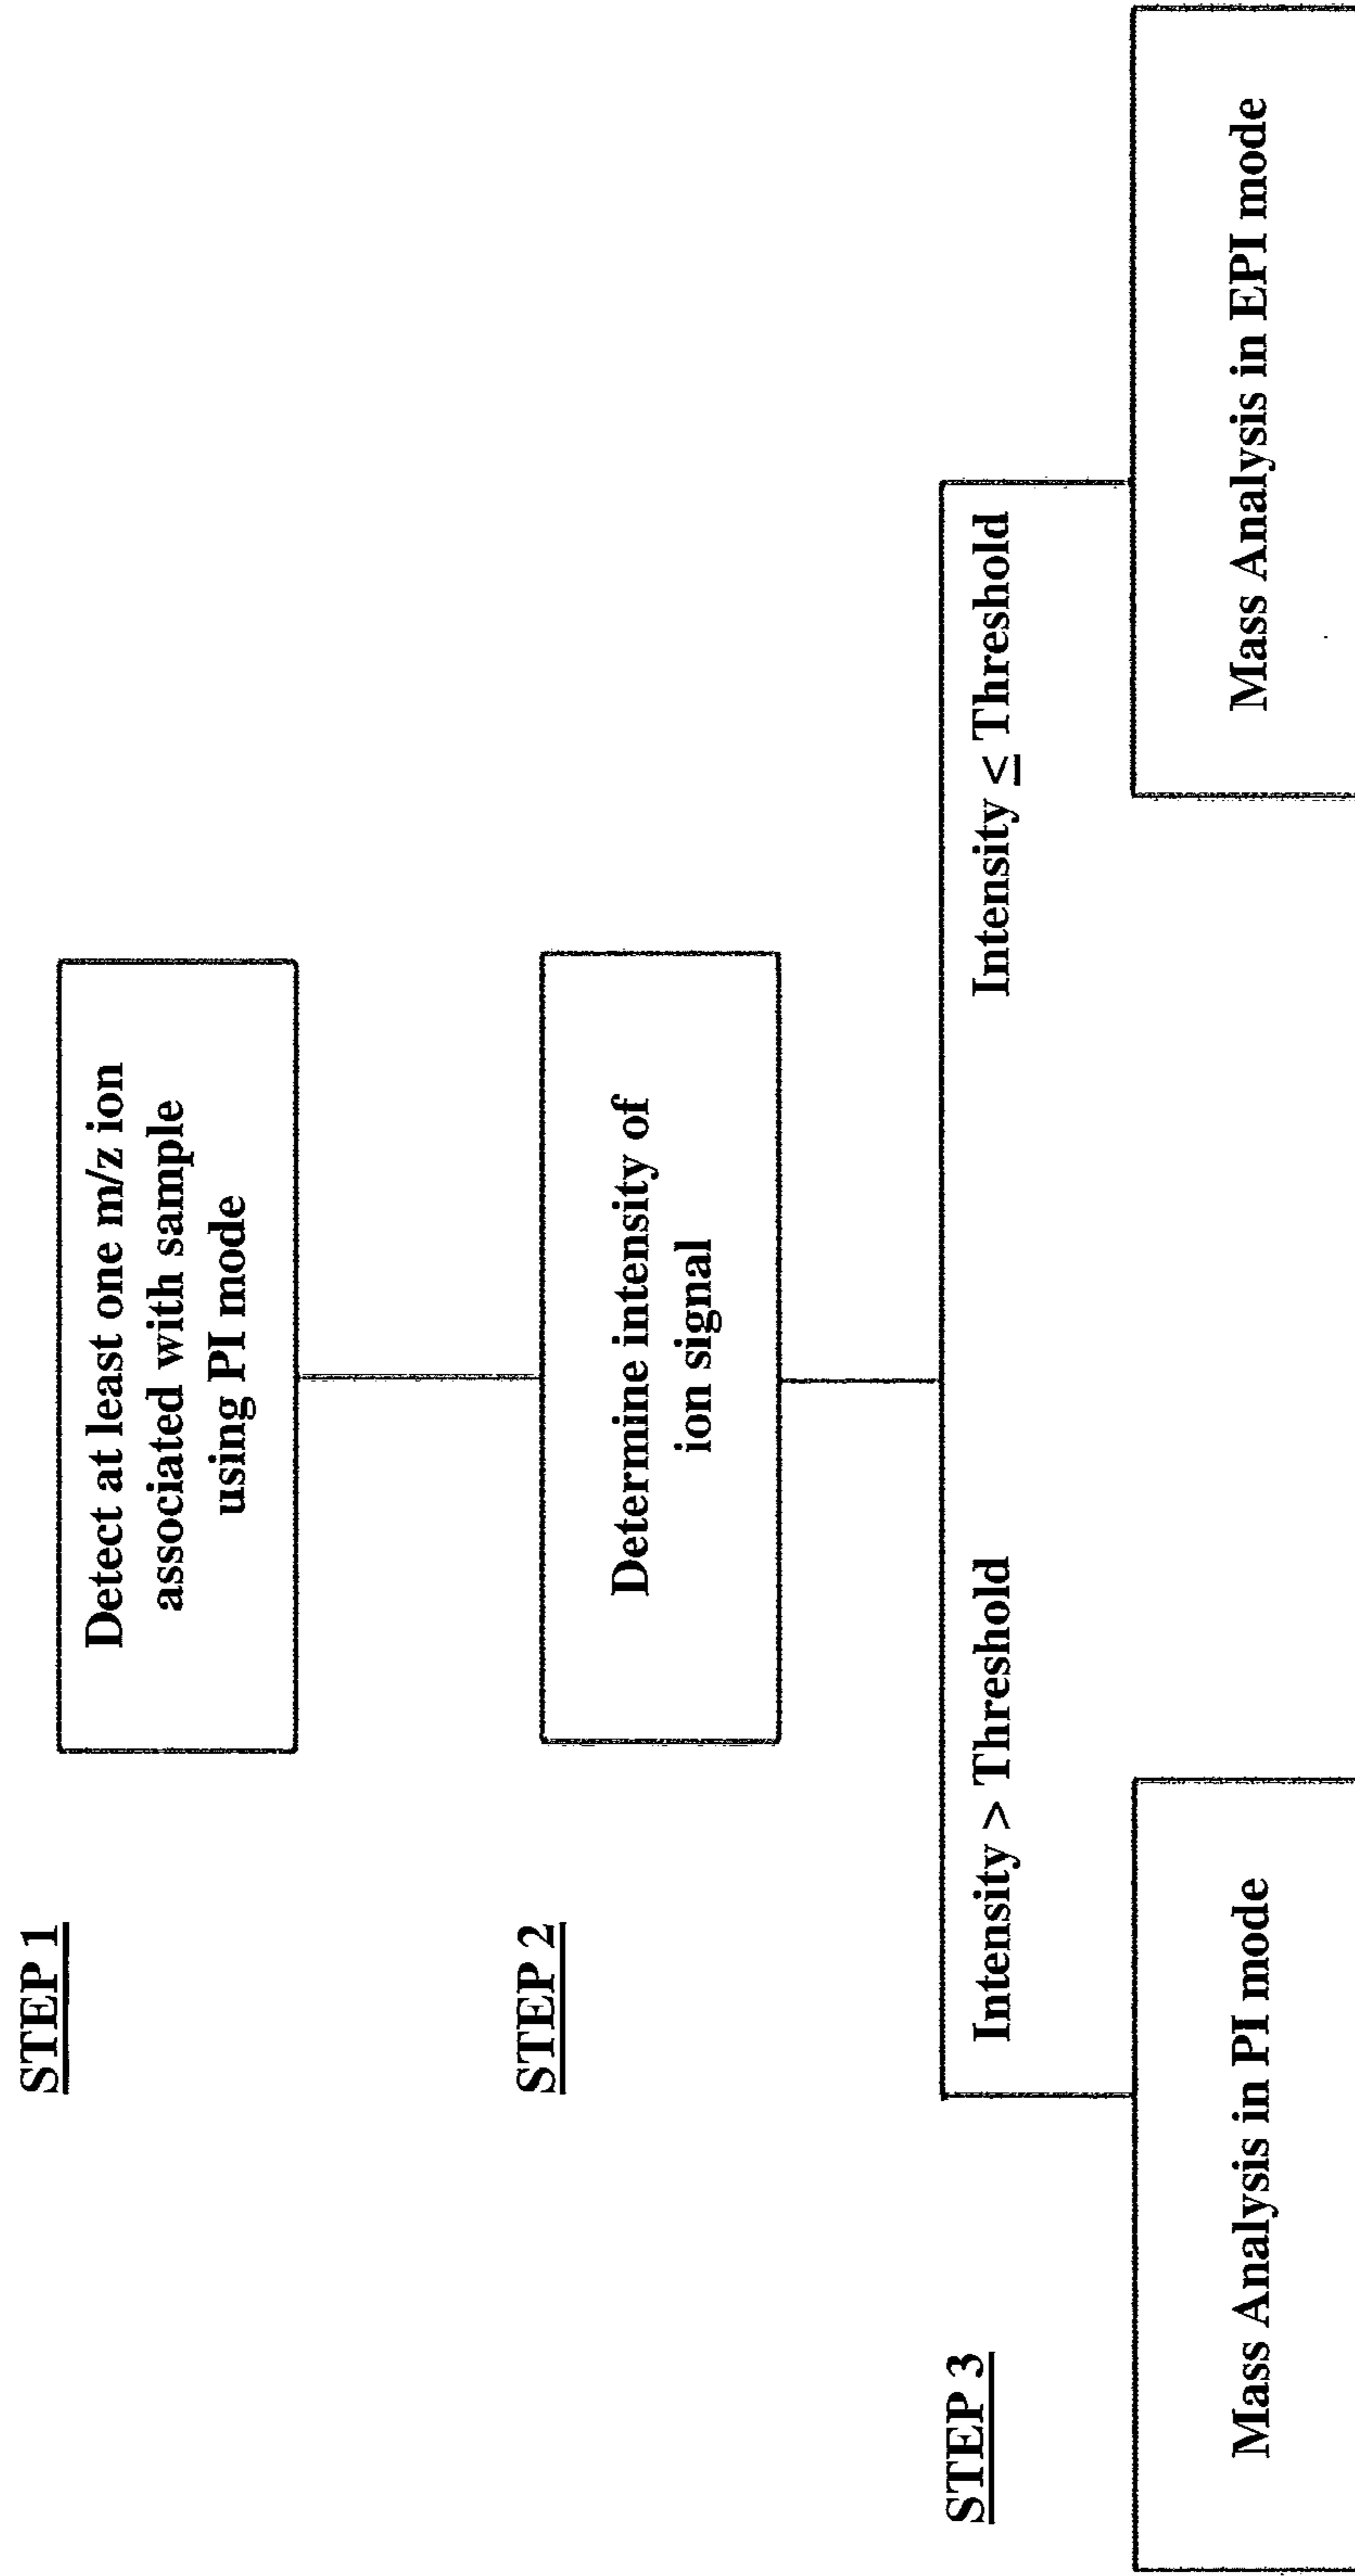 STEP 1
Detect at least one m/z ion
associated with sample
using PI mode
STEP 2
Determine intensity of
ion signal
STEP 3
Intensity > Threshold
Intensity ≤ Threshold
Mass Analysis in PI mode
Mass Analysis in EPI mode